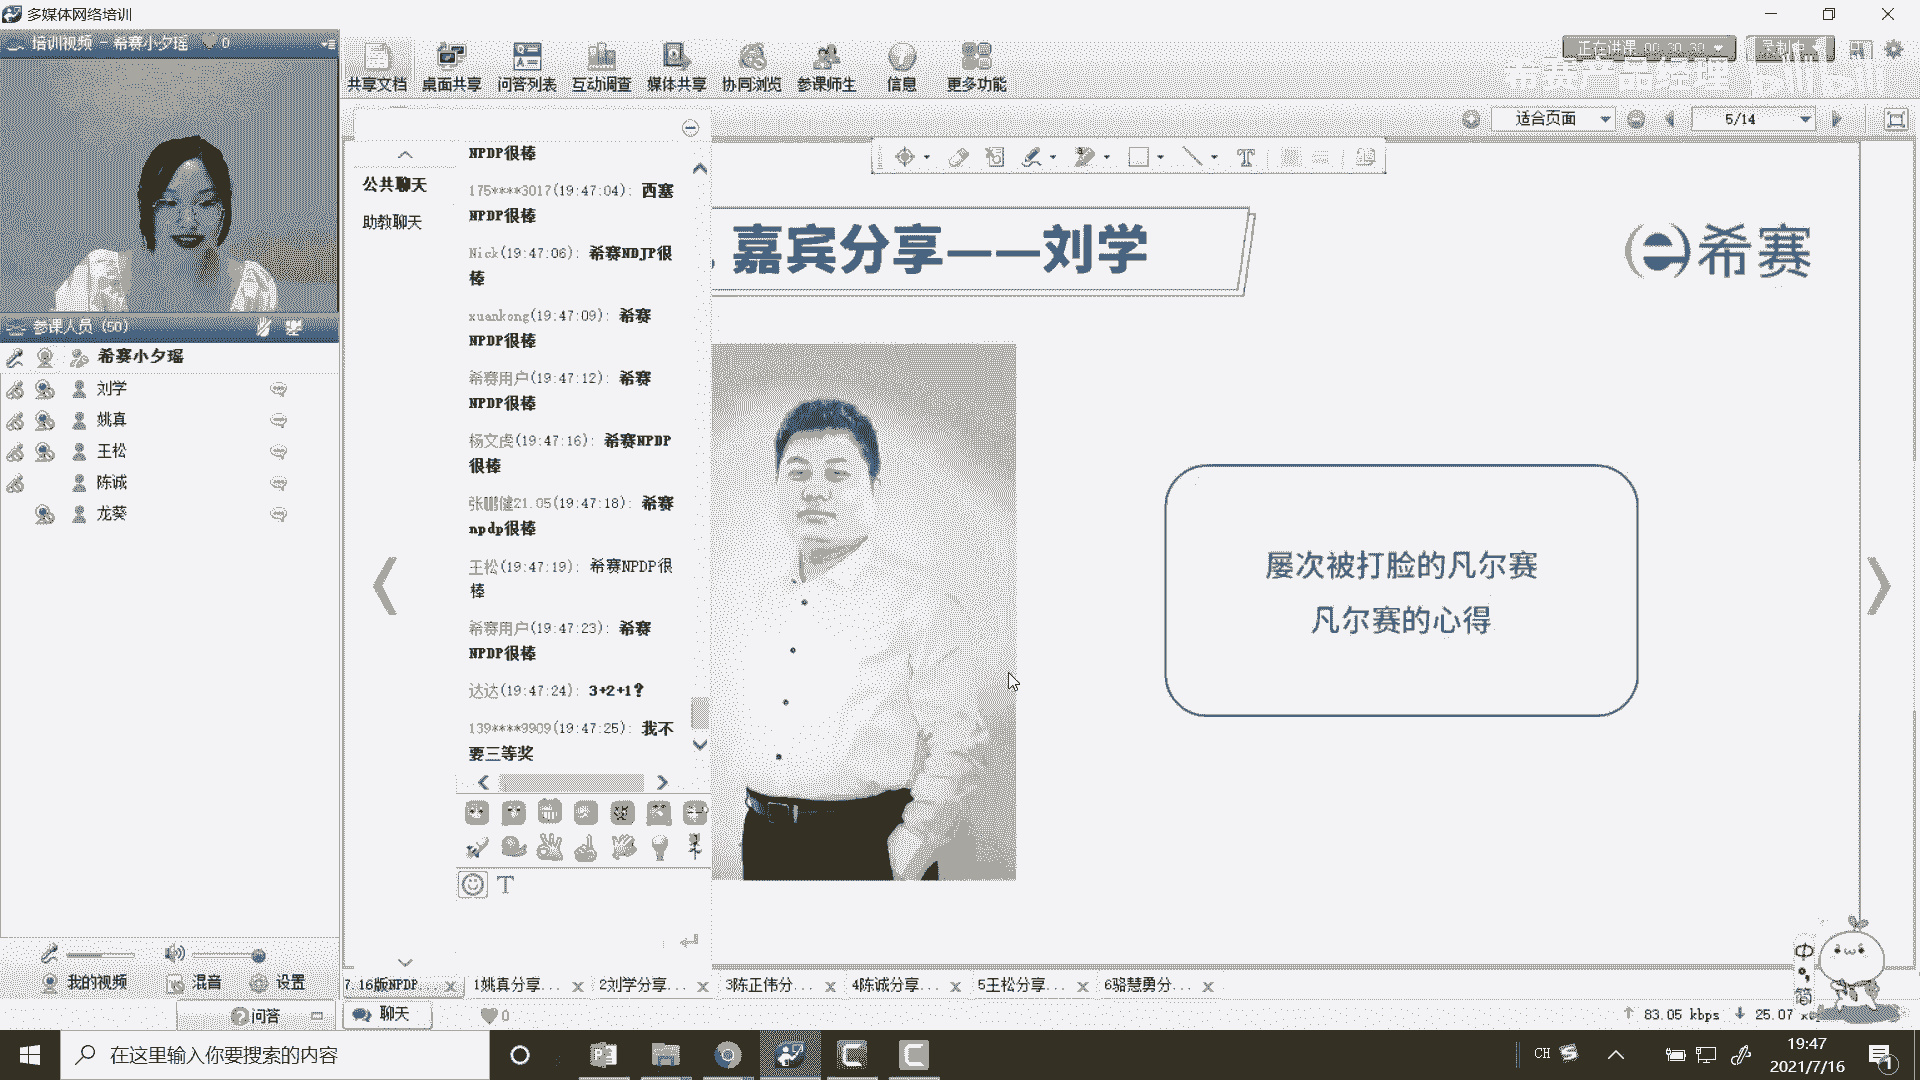 多媒体网络培训
培训视频 - 希赛小夕瑶 0
正在讲课 00:30:30
录制中
希赛产品经理 bilibili
共享文档 桌面共享 问答列表 互动调查 媒体共享 协同浏览 参课师生 信息 更多功能
适合页面
5/14
公共聊天
助教聊天
NPDP很棒
175****3017(19:47:04): 西塞
NPDP很棒
Nick(19:47:06): 希赛NDJP很
棒
xuankong(19:47:09): 希赛
NPDP很棒
希赛用户(19:47:12): 希赛
NPDP很棒
杨文虎(19:47:16): 希赛NPDP
很棒
张鹏健21.05(19:47:18): 希赛
npdp很棒
王松(19:47:19): 希赛NPDP很
棒
希赛用户(19:47:23): 希赛
NPDP很棒
达达(19:47:24): 3+2+1?
139****9909(19:47:25): 我不
要三等奖
嘉宾分享——刘学
希赛
屡次被打脸的凡尔赛
凡尔赛的心得
参课人员 (50)
希赛小夕瑶
刘学
姚真
王松
陈诚
龙葵
我的视频 混音 设置
问答
聊天
0
7.16版NPDP...
1姚真分享...
2刘学分享...
3陈正伟分...
4陈诚分享...
5王松分享...
6骆慧勇分...
中
简
83.05 kbps
25.07
在这里输入你要搜索的内容
CH
19:47
2021/7/16
1